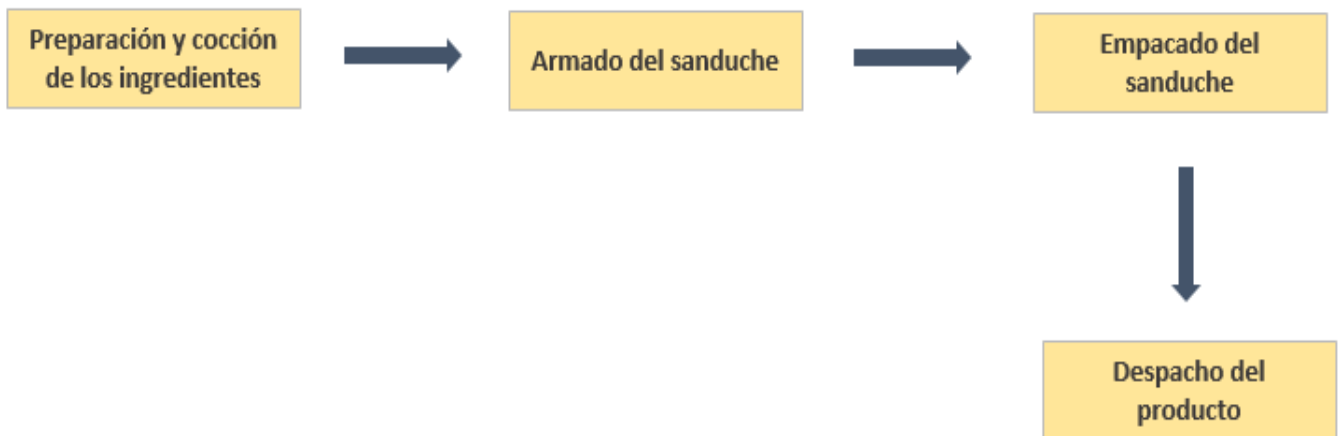 Preparación y cocción
de los ingredientes
Armado del sanduche
Empacado del
sanduche
Despacho del
producto